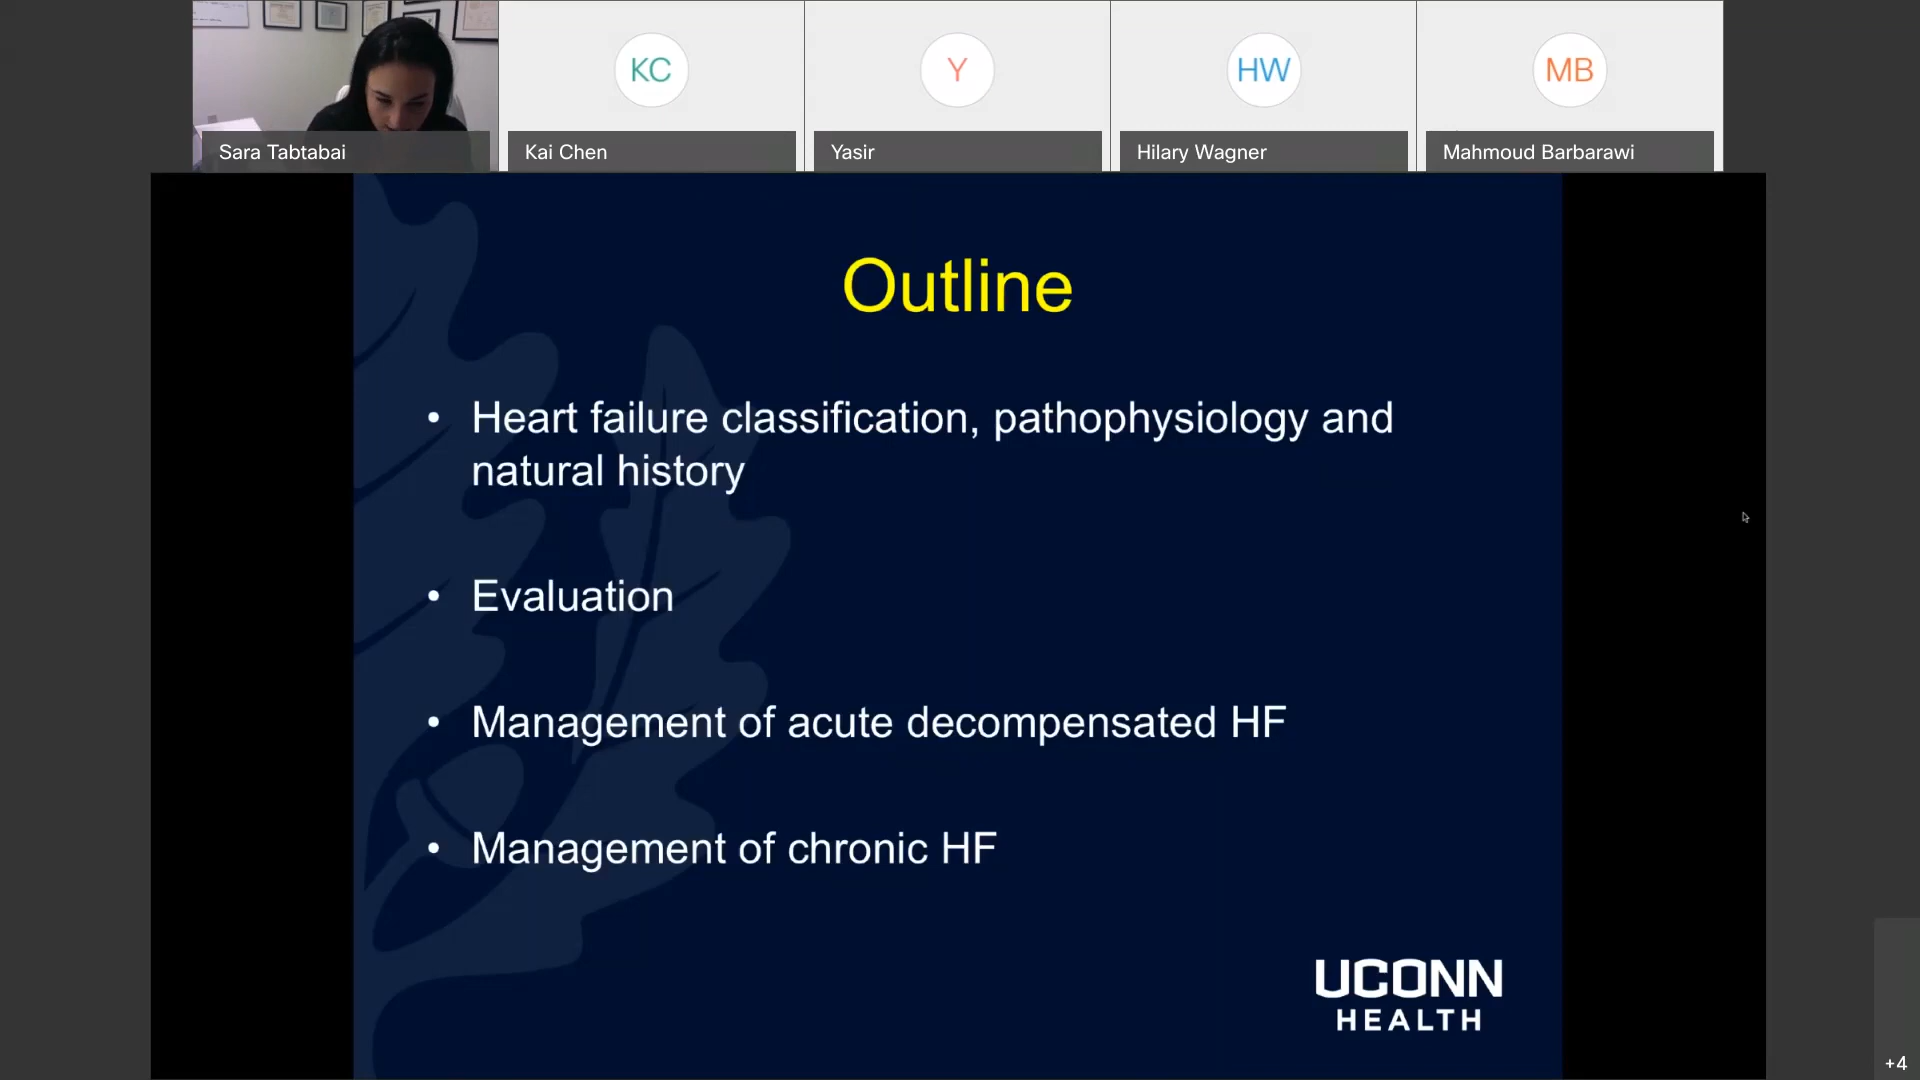 KC
Y
HW
MB
Sara Tabtabai
Kai Chen
Yasir
Hilary Wagner
Mahmoud Barbarawi
Outline
• Heart failure classification, pathophysiology and
natural history
• Evaluation
• Management of acute decompensated HF
• Management of chronic HF
UCONN
HEALTH
+4